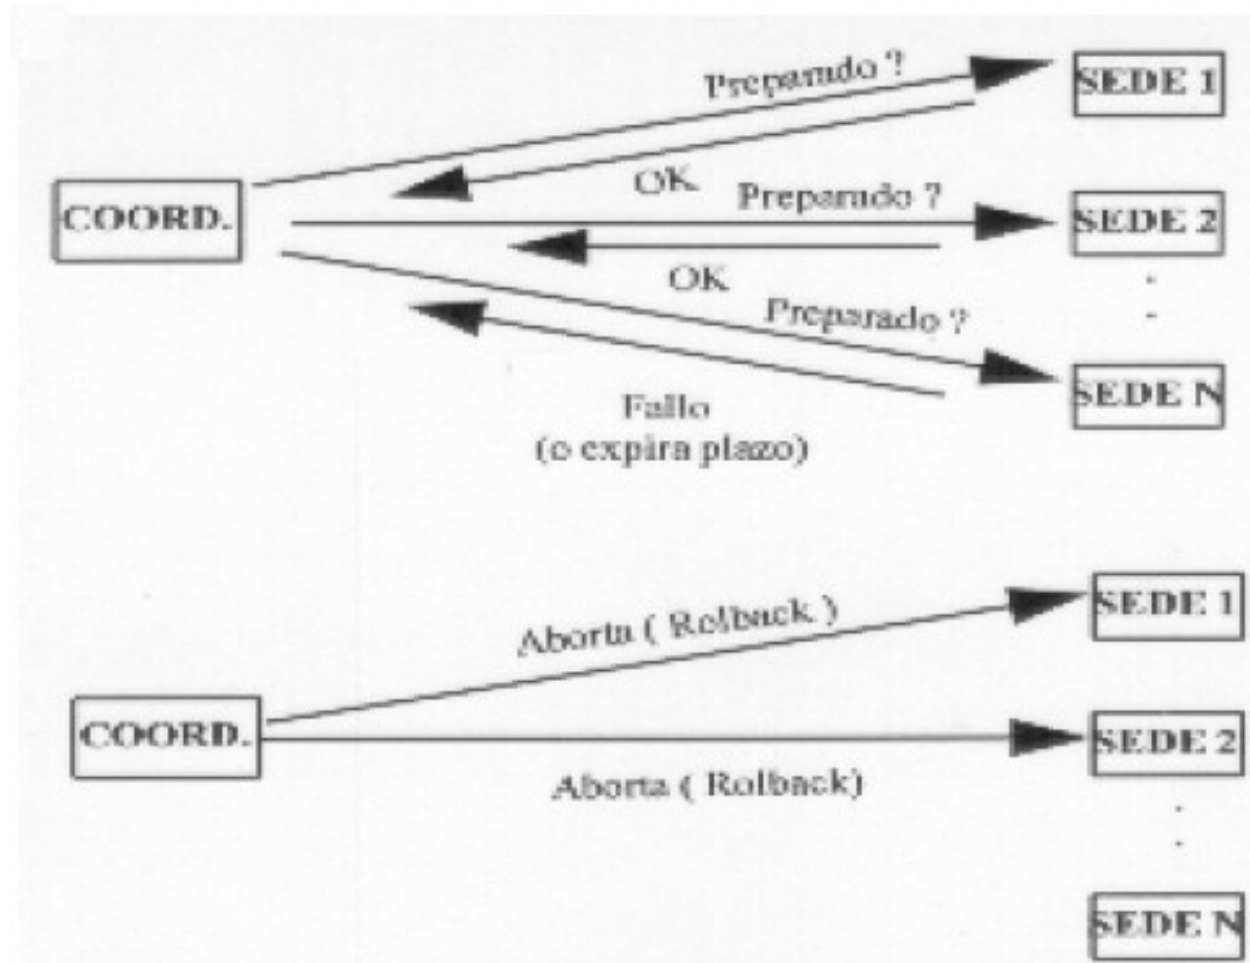 Preparado ?
SEDE 1
OK
COORD.
Preparado ?
SEDE 2
OK
Preparado ?
SEDE N
Fallo
(o expira plazo)
Aborta ( Rolback )
SEDE 1
COORD.
SEDE 2
Aborta ( Rolback)
SEDE N